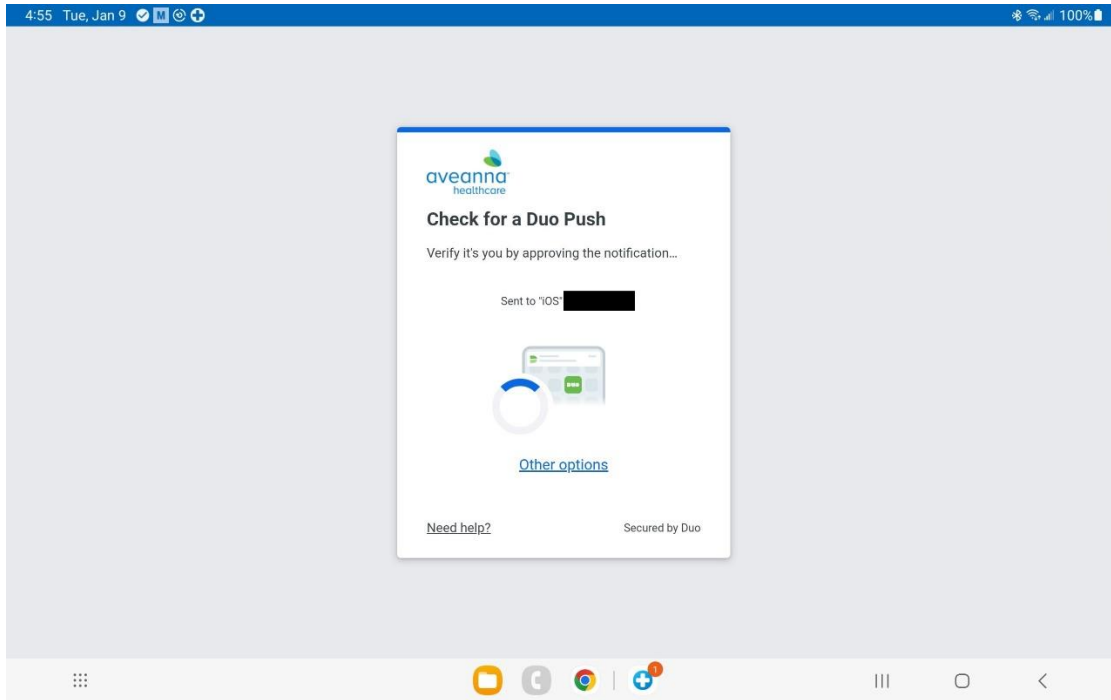 4:55 Tue, Jan 9 M
100%
aveanna
healthcare
Check for a Duo Push
Verify it's you by approving the notification...
Sent to "iOS"
Other options
Need help?
Secured by Duo
1